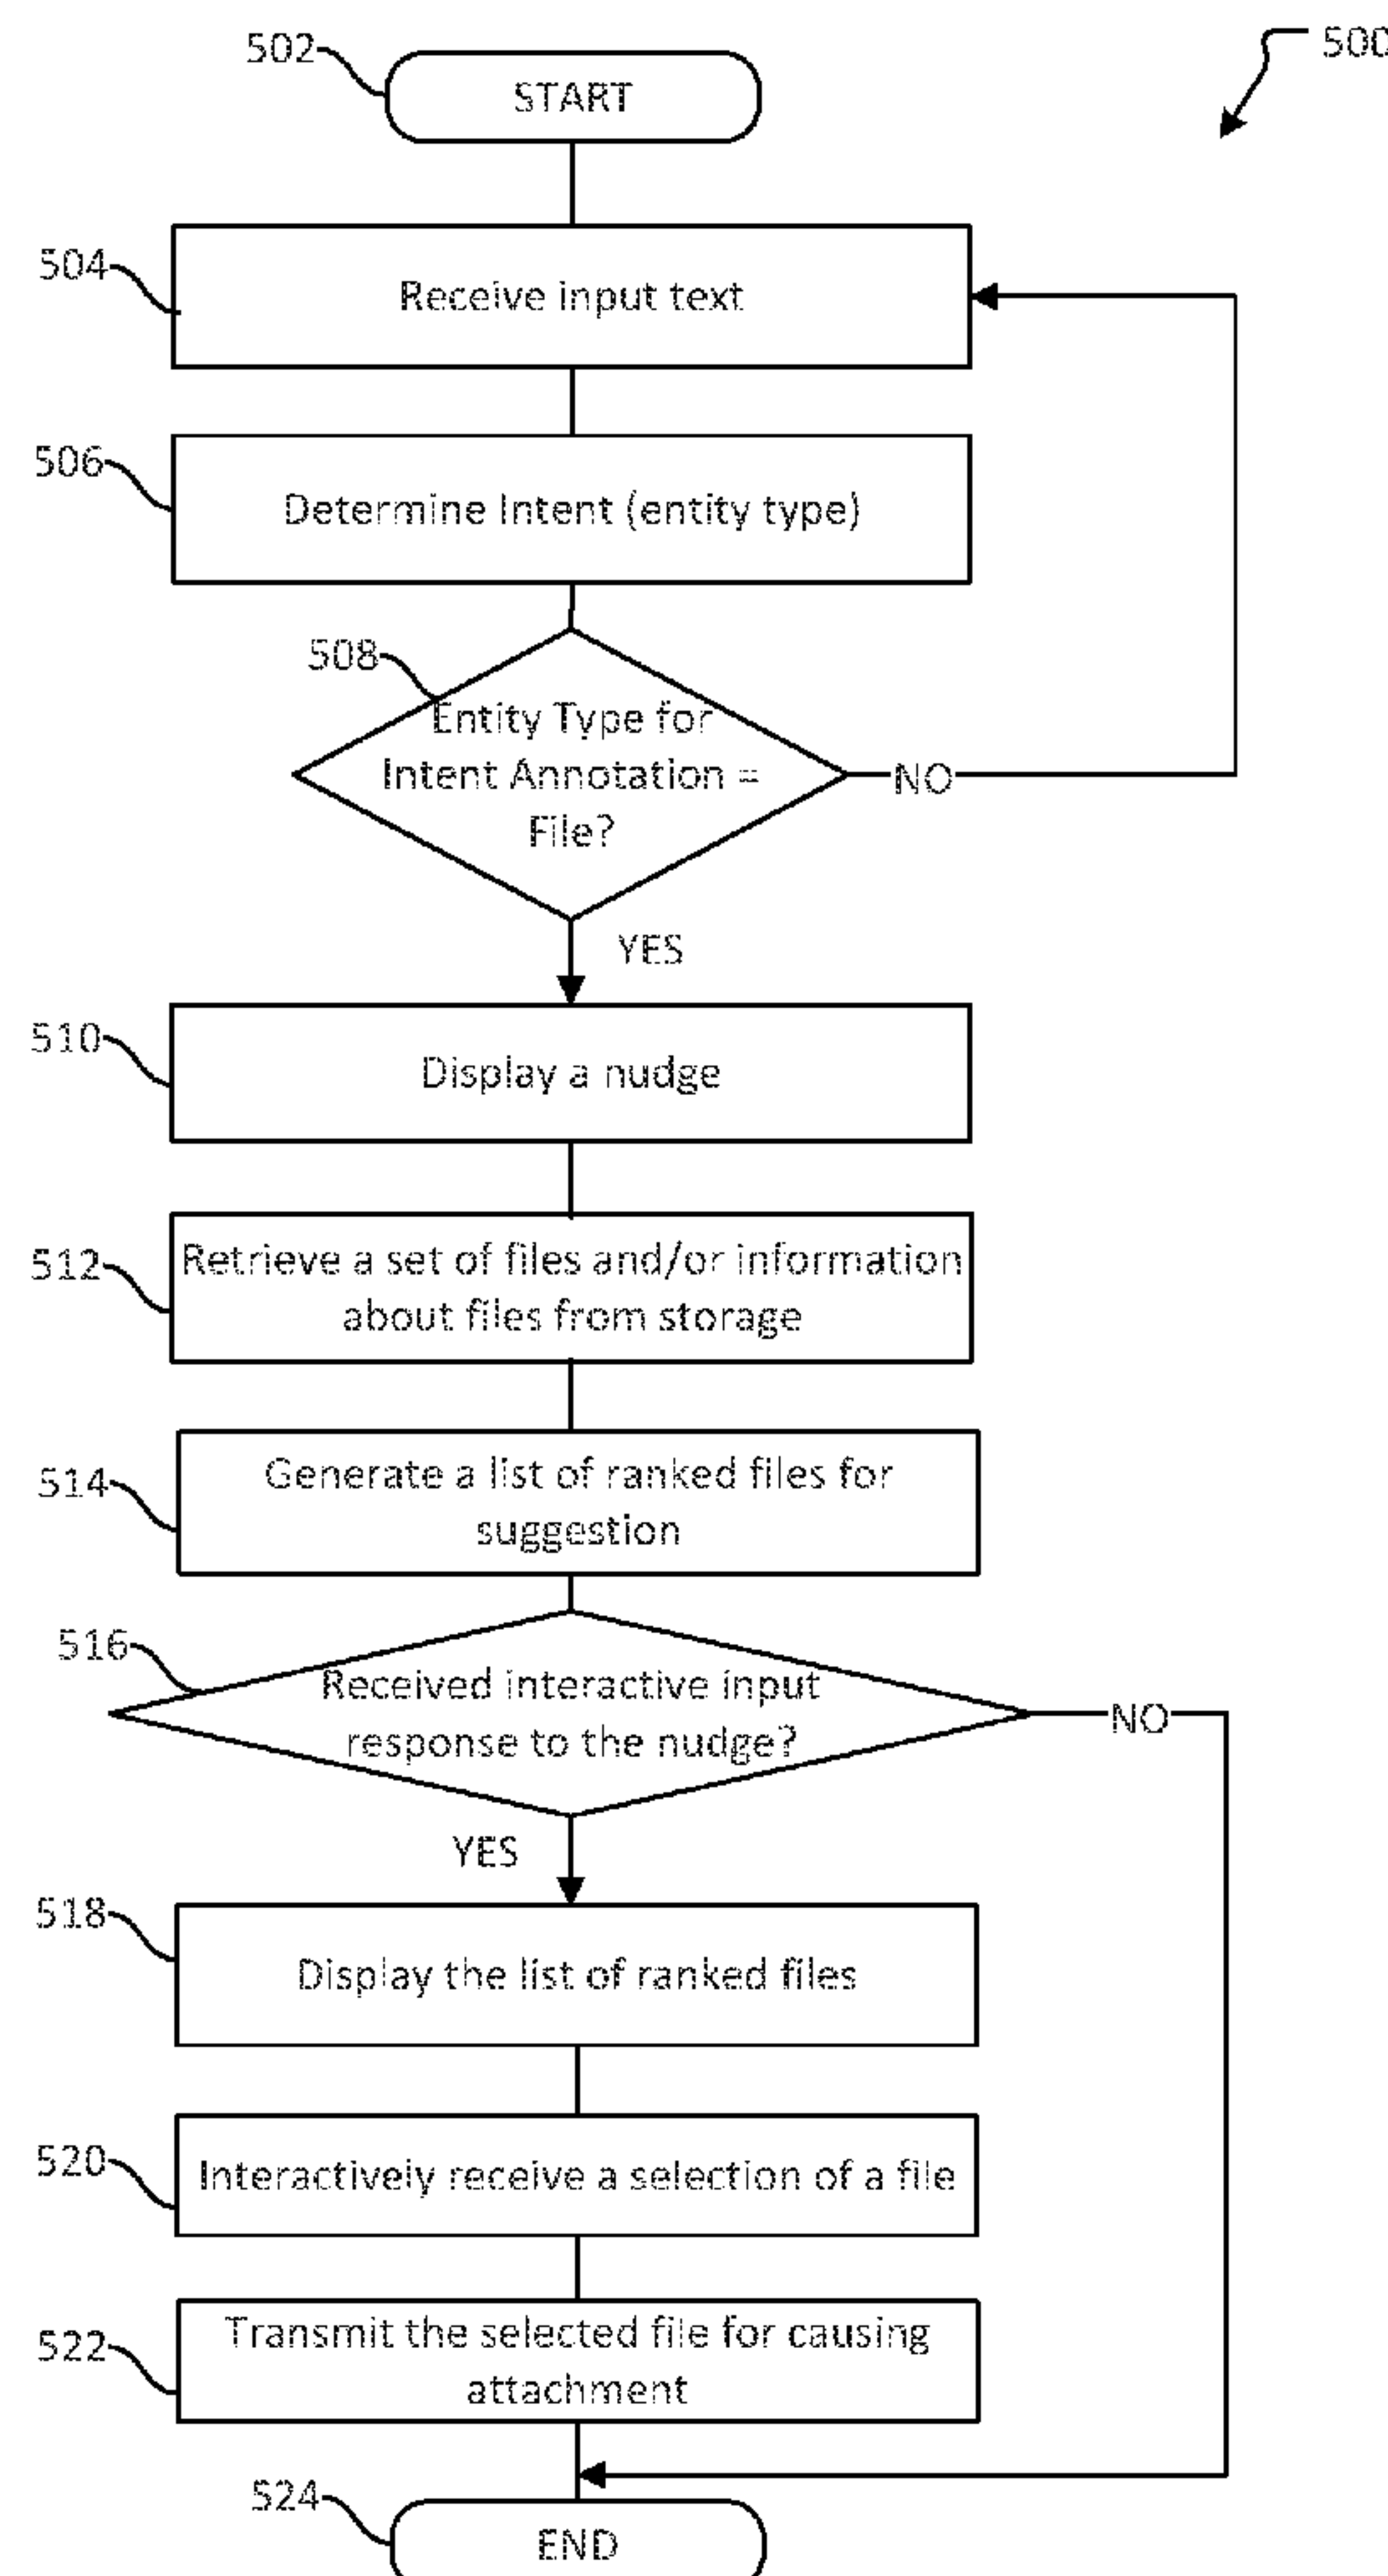 500
502
START
504
Receive input text
506
Determine Intent (entity type)
508
Entity Type for
Intent Annotation =
File?
NO
YES
510
Display a nudge
512
Retrieve a set of files and/or information
about files from storage
514
Generate a list of ranked files for
suggestion
516
Received interactive input
response to the nudge?
NO
YES
518
Display the list of ranked files
520
Interactively receive a selection of a file
522
Transmit the selected file for causing
attachment
524
END